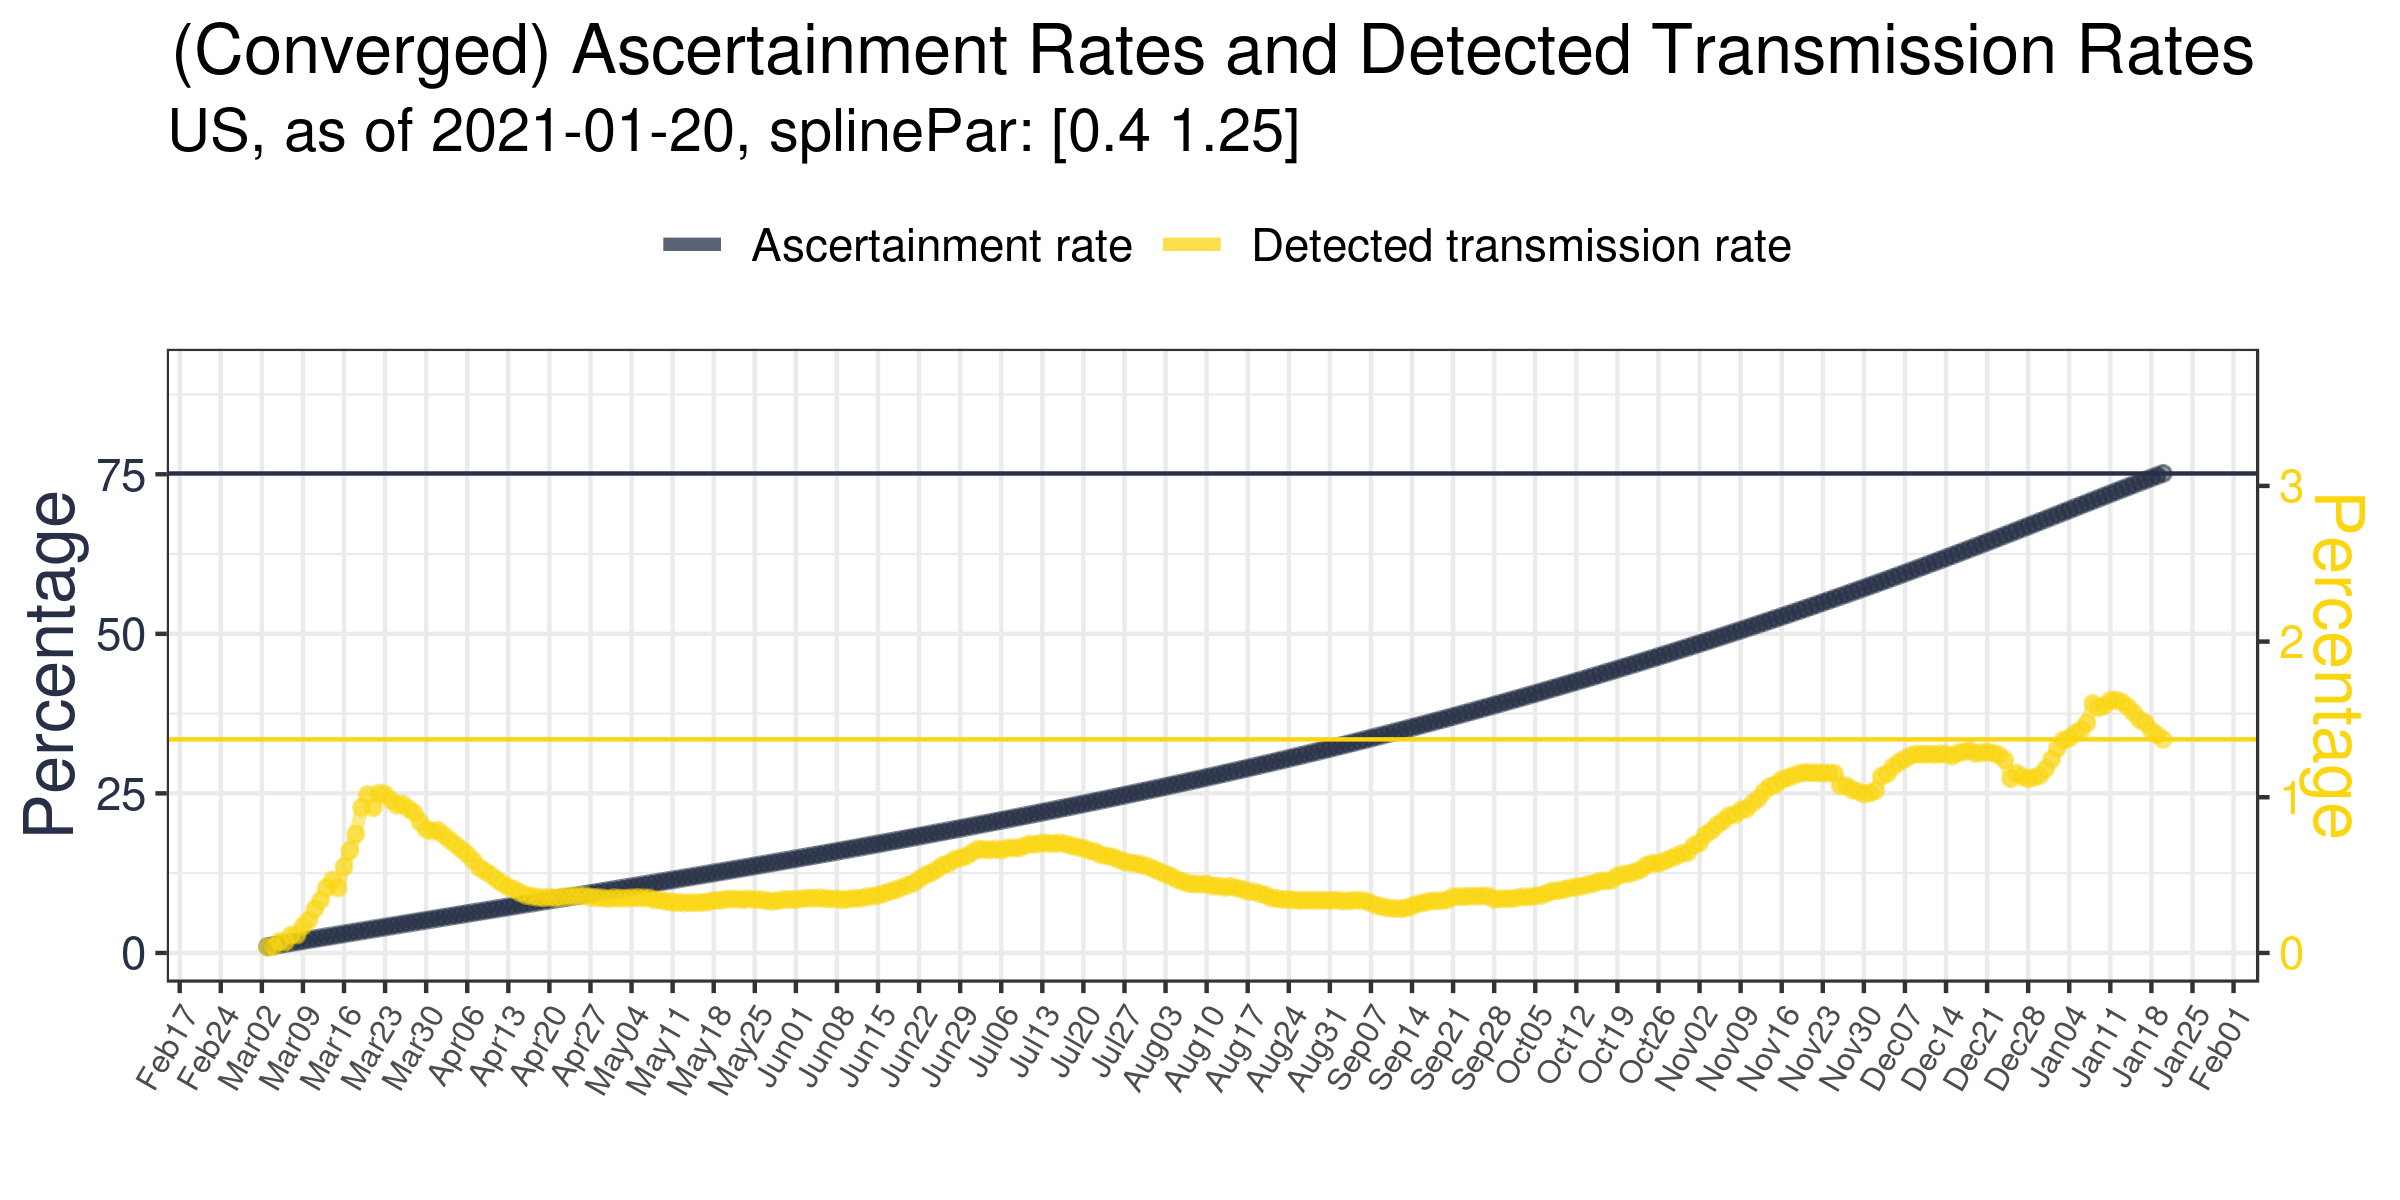 (Converged) Ascertainment Rates and Detected Transmission Rates
US, as of 2021-01-20, splinePar: [0.4 1.25]
Ascertainment rate
Detected transmission rate
Percentage
75
50
25
0
3
2
1
0
Percentage
Feb17
Feb24
Mar02
Mar09
Mar16
Mar23
Mar30
Apr06
Apr13
Apr20
Apr27
May04
May11
May18
May25
Jun01
Jun08
Jun15
Jun22
Jun29
Jul06
Jul13
Jul20
Jul27
Aug03
Aug10
Aug17
Aug24
Aug31
Sep07
Sep14
Sep21
Sep28
Oct05
Oct12
Oct19
Oct26
Nov02
Nov09
Nov16
Nov23
Nov30
Dec07
Dec14
Dec21
Dec28
Jan04
Jan11
Jan18
Jan25
Feb01